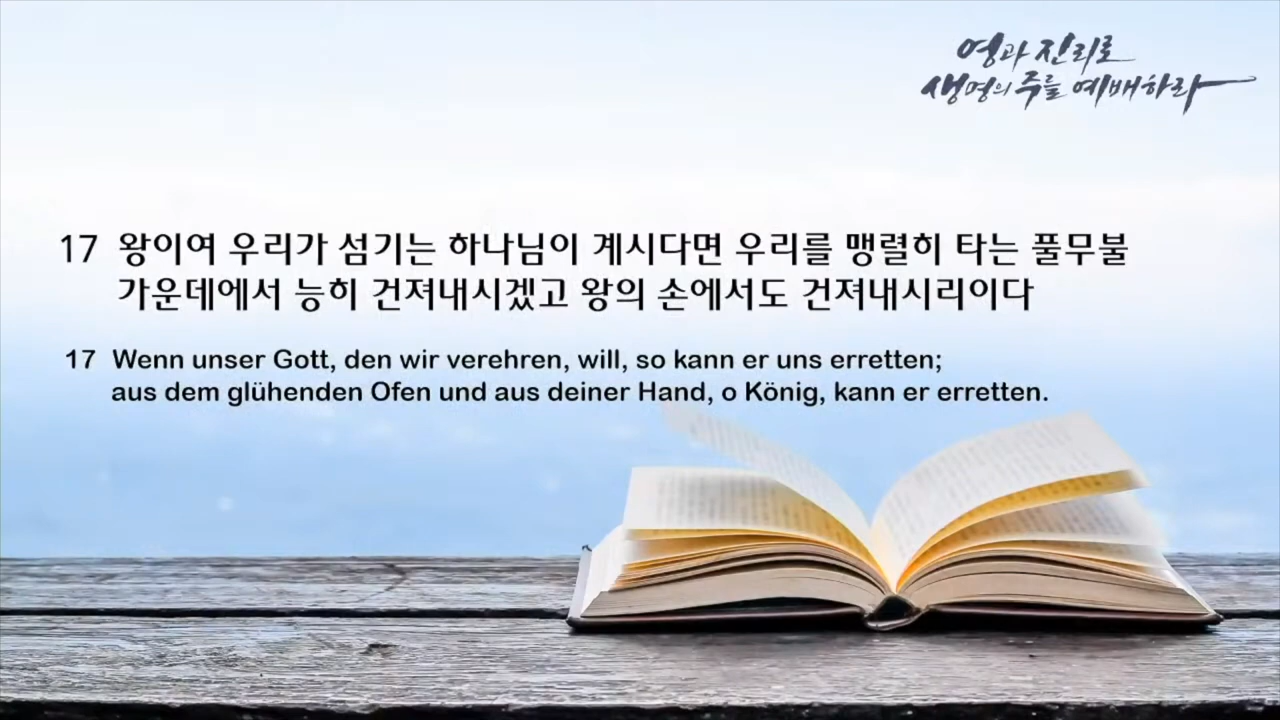 영과 진리로
생명의 주를 예배하라
17 왕이여 우리가 섬기는 하나님이 계시다면 우리를 맹렬히 타는 풀무불
가운데에서 능히 건져내시겠고 왕의 손에서도 건져내시리이다
17 Wenn unser Gott, den wir verehren, will, so kann er uns erretten;
aus dem glühenden Ofen und aus deiner Hand, o König, kann er erretten.